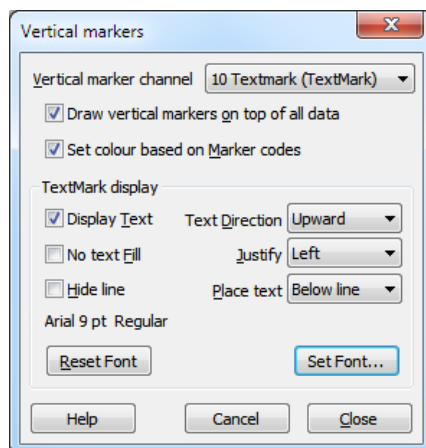 Vertical markers
Vertical marker channel 10 Textmark (TextMark)
Draw vertical markers on top of all data
Set colour based on Marker codes
TextMark display
Display Text Text Direction Upward
No text Fill Justify Left
Hide line Place text Below line
Arial 9 pt Regular
Reset Font Set Font...
Help Cancel Close